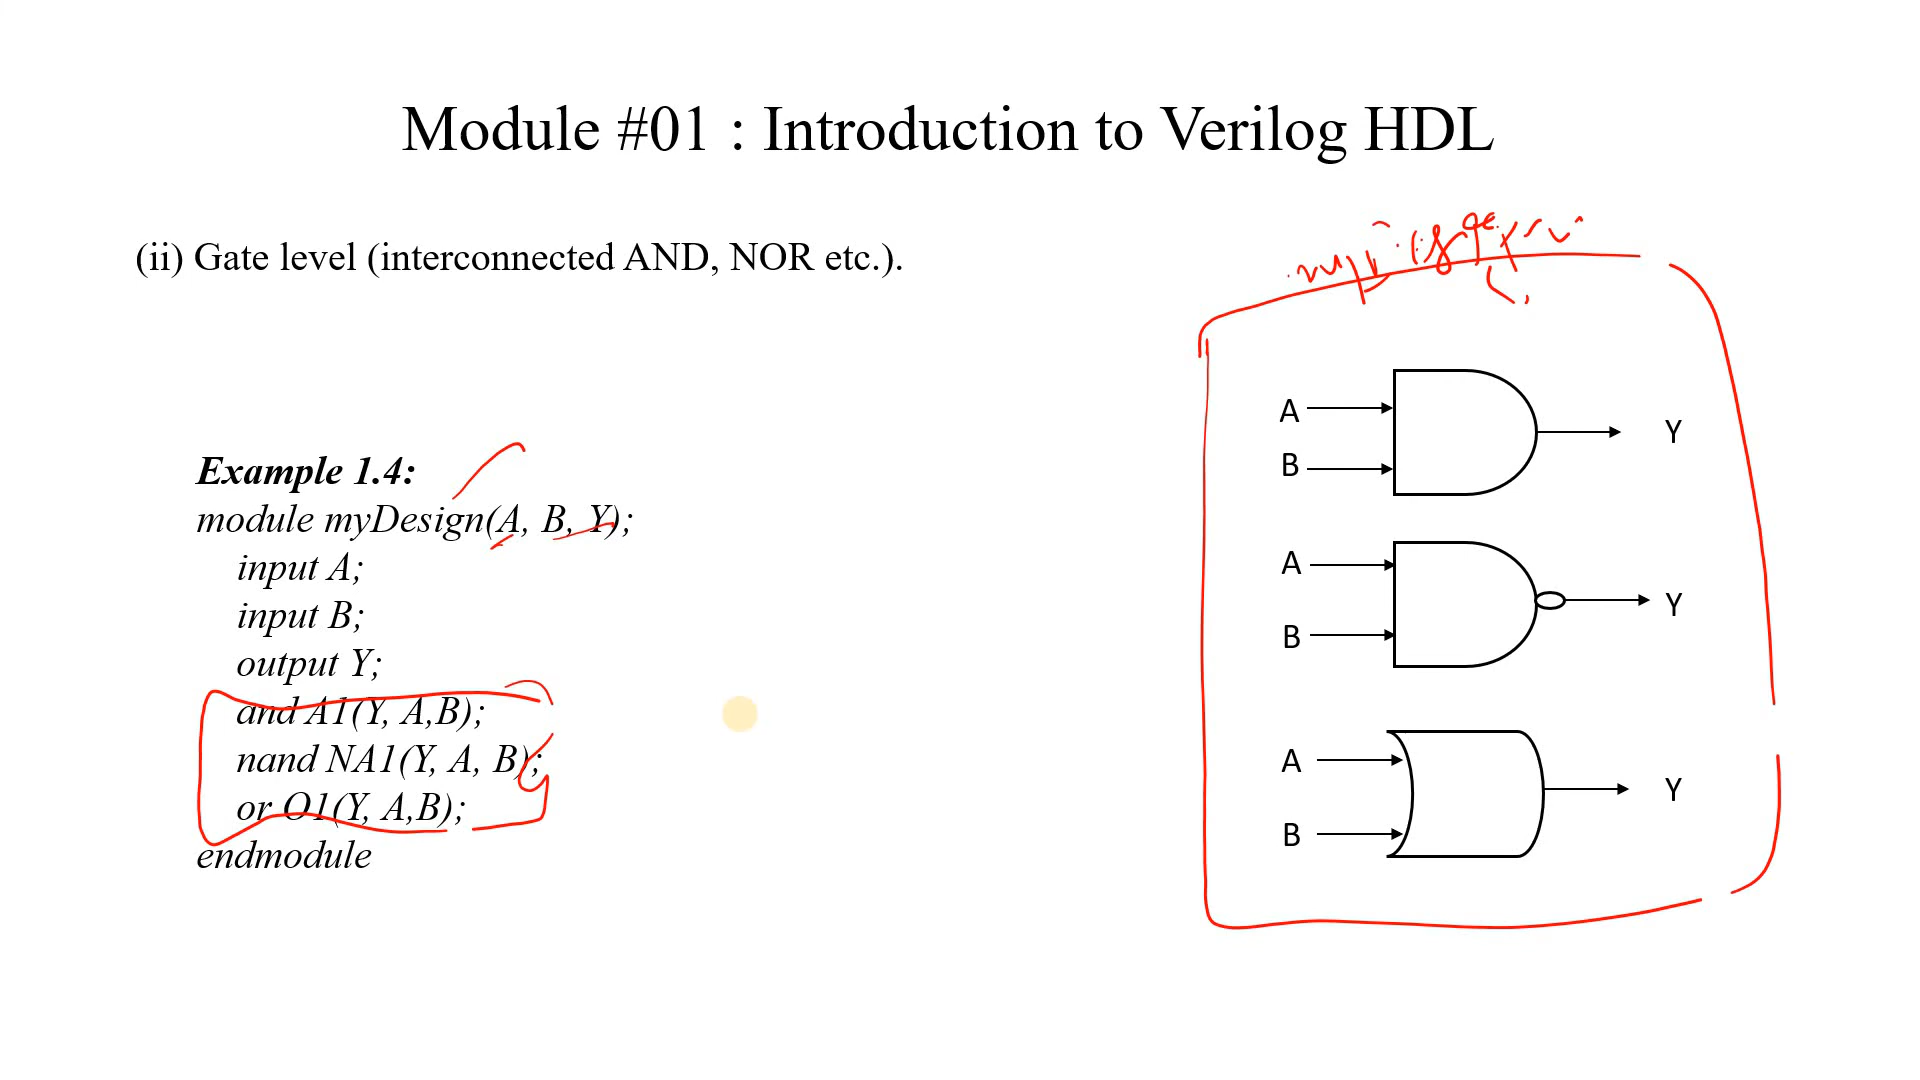 Module #01 : Introduction to Verilog HDL
(ii) Gate level (interconnected AND, NOR etc.).
Example 1.4:
module myDesign(A, B, Y);
input A;
input B;
output Y;
and A1(Y, A,B);
nand NA1(Y, A, B);
or O1(Y, A,B);
endmodule
A
B
Y
A
B
Y
A
B
Y